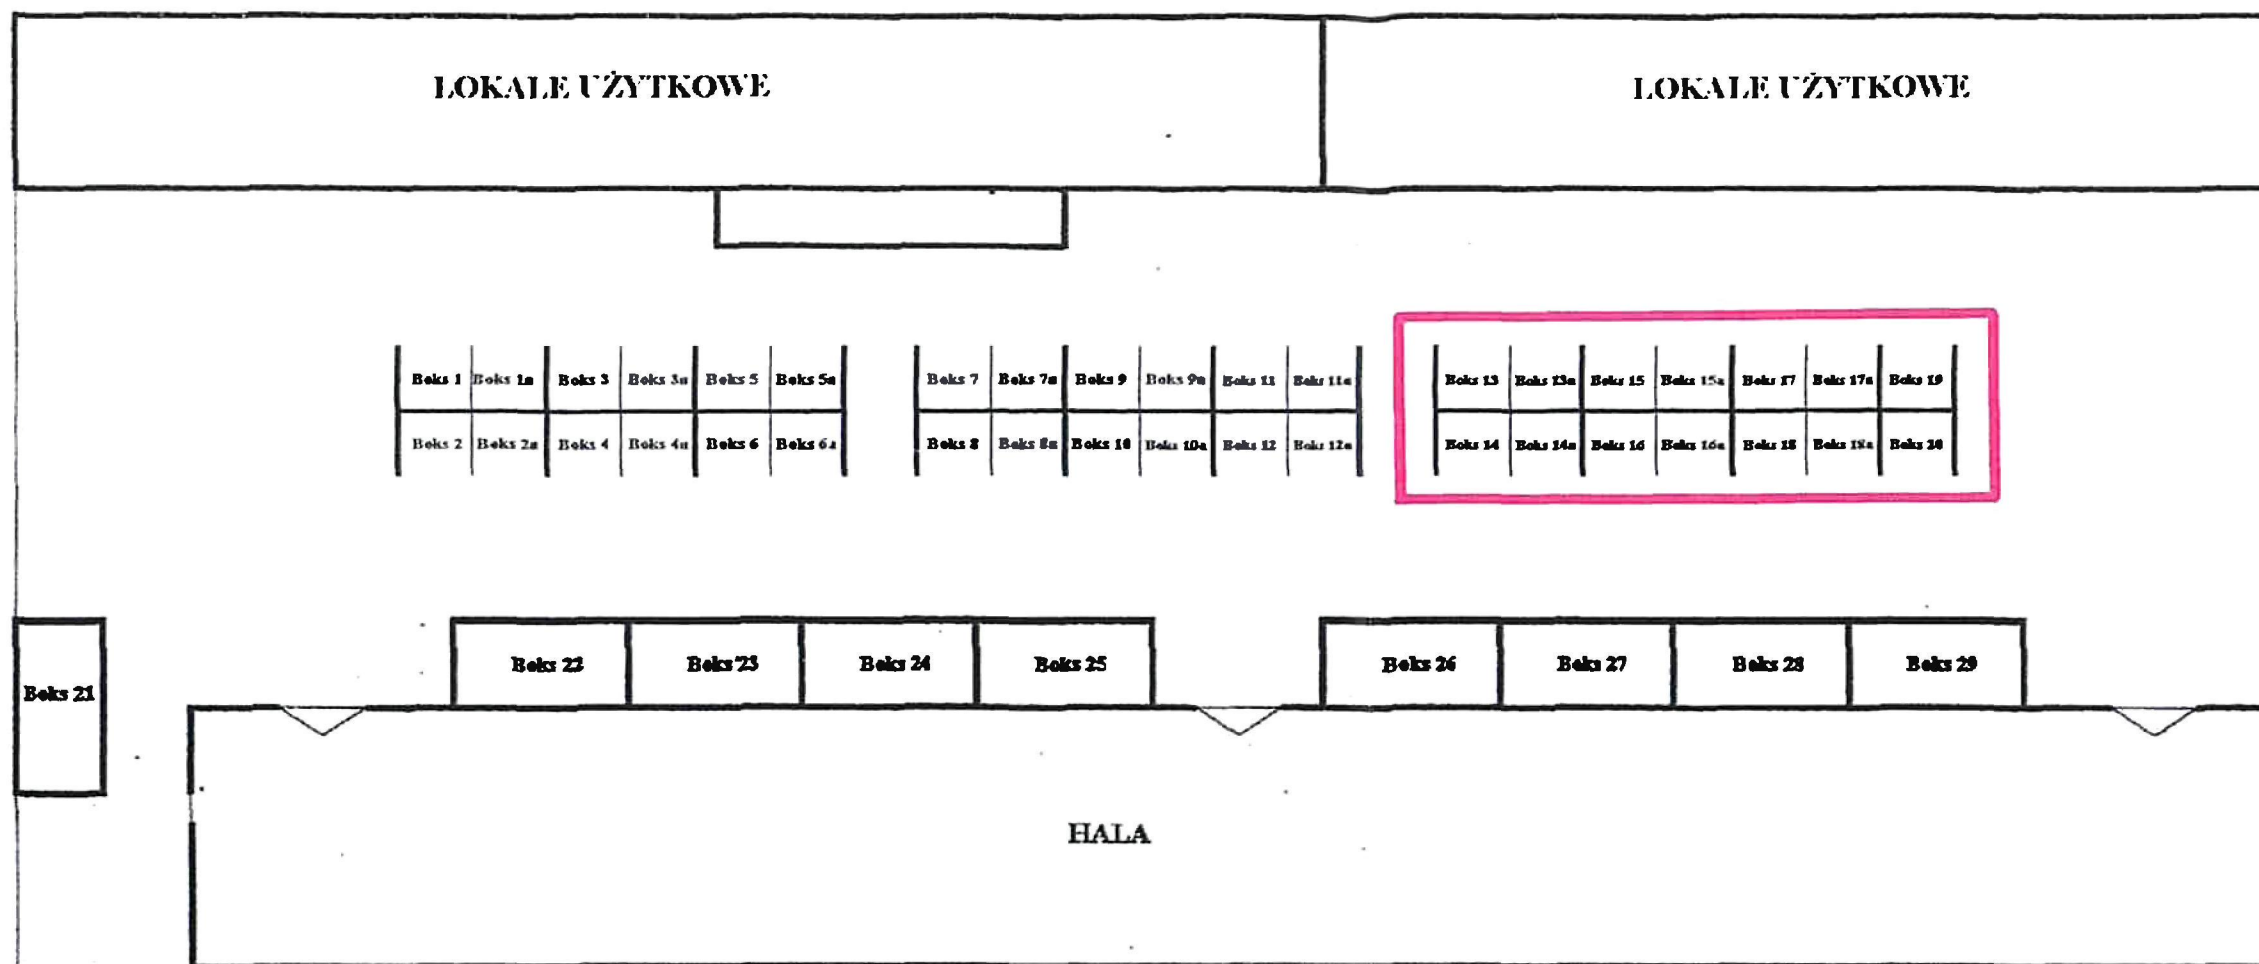 LOKALE UŻYTKOWE LOKALE UŻYTKOWE
Boks 1 Boks 1a Boks 3 Boks 3a Boks 5 Boks 5a Boks 7 Boks 7a Boks 9 Boks 9a Boks 11 Boks 11a Boks 13 Boks 13a Boks 15 Boks 15a Boks 17 Boks 17a Boks 19
Boks 2 Boks 2a Boks 4 Boks 4a Boks 6 Boks 6a Boks 8 Boks 8a Boks 10 Boks 10a Boks 12 Boks 12a Boks 14 Boks 14a Boks 16 Boks 16a Boks 18 Boks 18a Boks 20
Boks 22 Boks 23 Boks 24 Boks 25 Boks 26 Boks 27 Boks 28 Boks 29
Boks 21
HALA